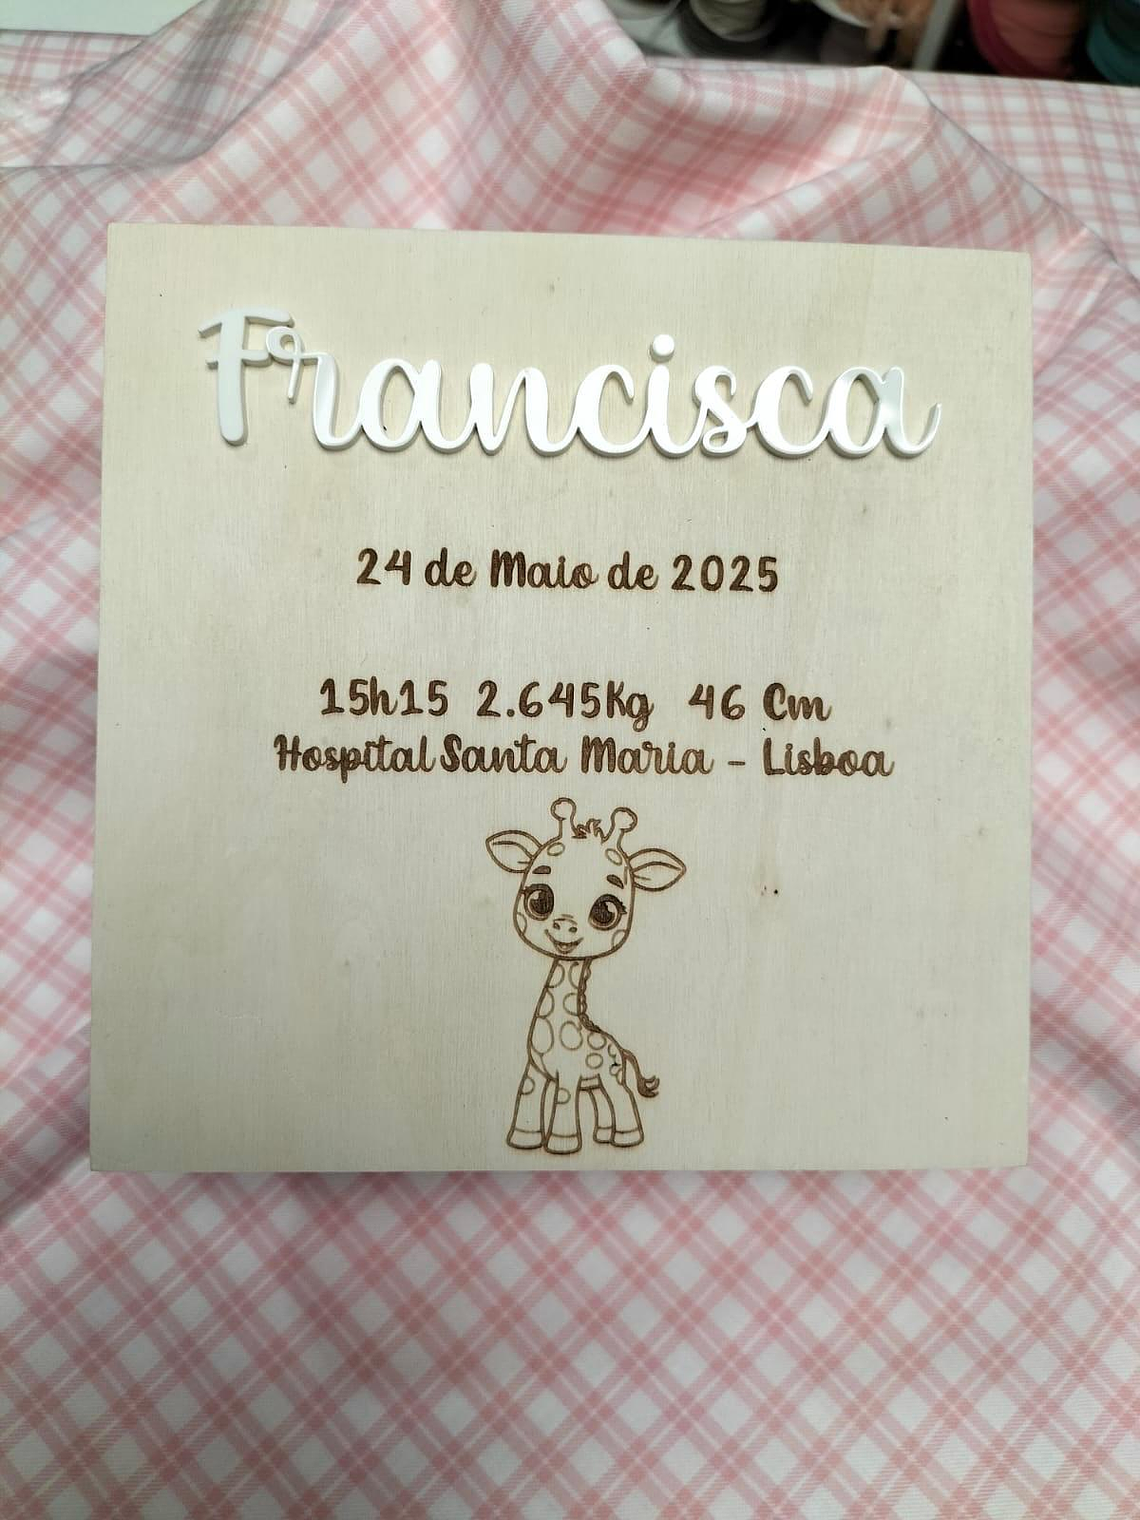 Francisca
24 de Maio de 2025
15h15 2.645Kg 46 Cm
Hospital Santa Maria - Lisboa